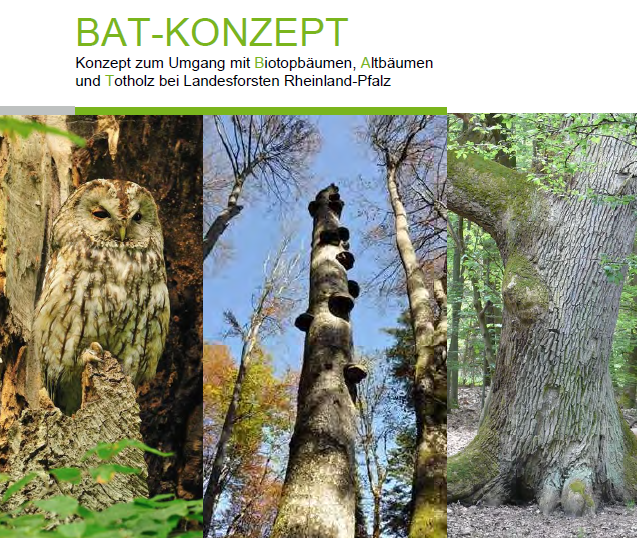 BAT-KONZEPT
Konzept zum Umgang mit Biotopbäumen, Altbäumen
und Totholz bei Landesforsten Rheinland-Pfalz